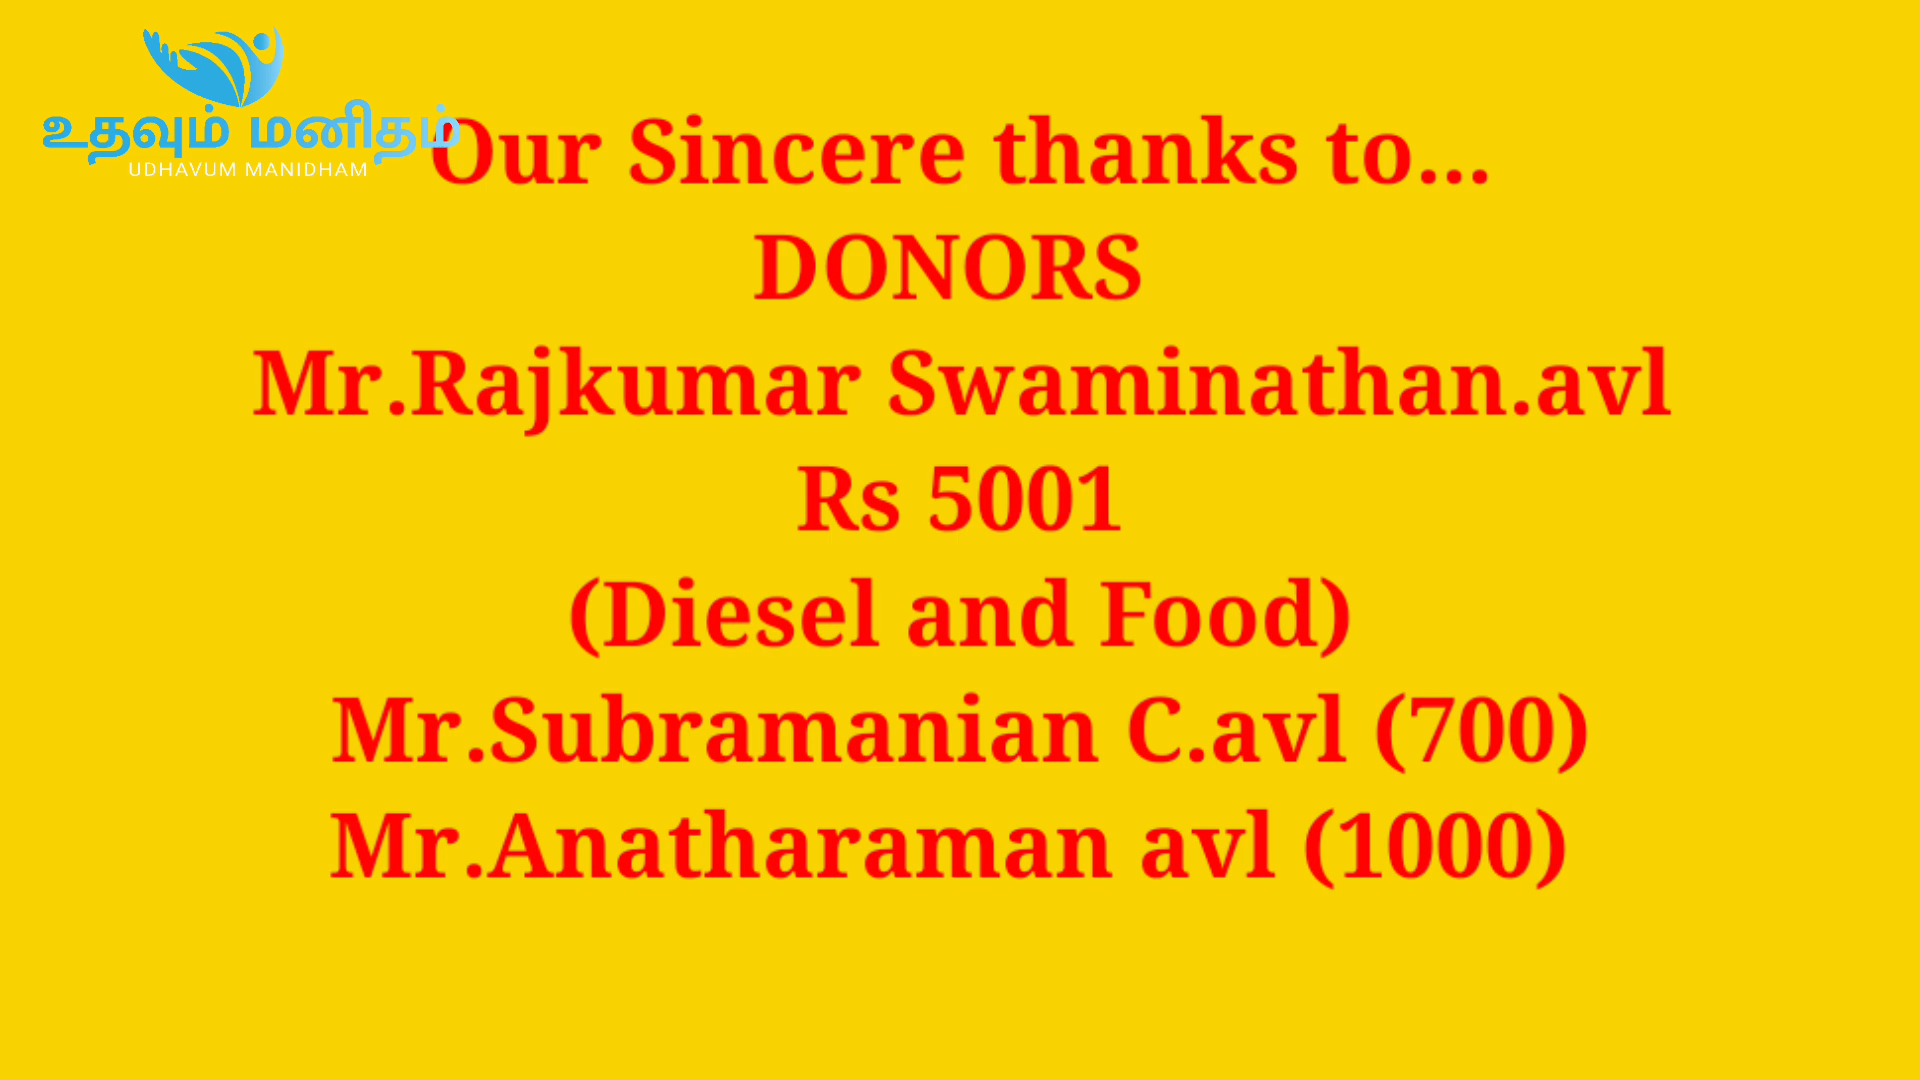 உதவும் மனிதம்
UDHAVUM MANIDHAM
Our Sincere thanks to...
DONORS
Mr.Rajkumar Swaminathan.avl
Rs 5001
(Diesel and Food)
Mr.Subramanian C.avl (700)
Mr.Anatharaman avl (1000)